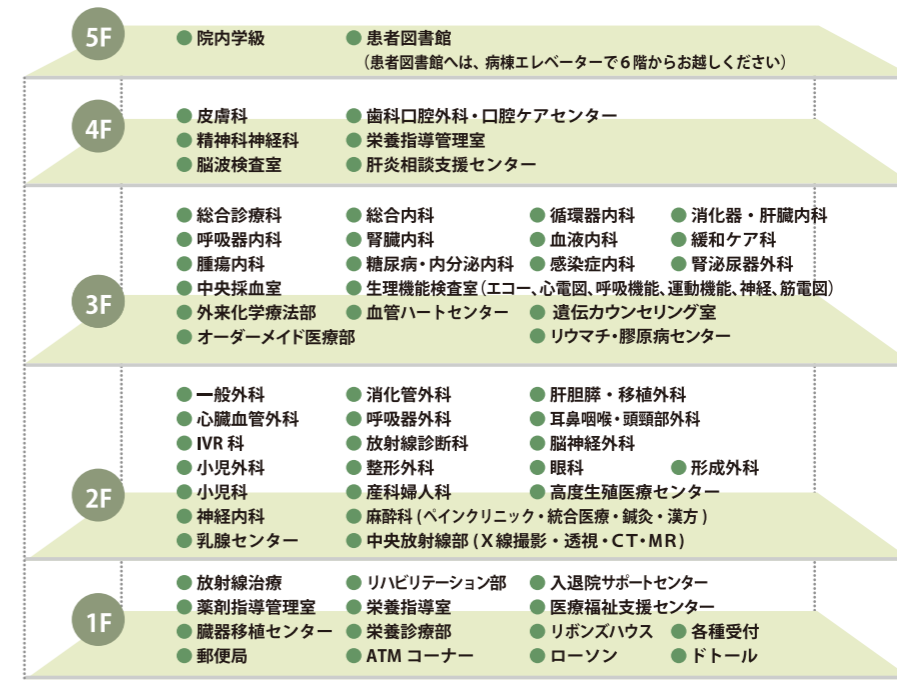 5F
院内学級 患者図書館
(患者図書館へは、病棟エレベーターで6階からお越しください)
4F
皮膚科 歯科口腔外科・口腔ケアセンター
精神科神経科 栄養指導管理室
脳波検査室 肝炎相談支援センター
3F
総合診療科 総合内科 循環器内科 消化器・肝臓内科
呼吸器内科 腎臓内科 血液内科 緩和ケア科
腫瘍内科 糖尿病・内分泌内科 感染症内科 腎泌尿器外科
中央採血室 生理機能検査室(エコー、心電図、呼吸機能、運動機能、神経、筋電図)
外来化学療法部 血管ハートセンター 遺伝カウンセリング室
オーダーメイド医療部 リウマチ・膠原病センター
2F
一般外科 消化管外科 肝胆膵・移植外科
心臓血管外科 呼吸器外科 耳鼻咽喉・頭頸部外科
IVR 科 放射線診断科 脳神経外科
小児外科 整形外科 眼科 形成外科
小児科 産科婦人科 高度生殖医療センター
神経内科 麻酔科 (ペインクリニック・統合医療・鍼灸・漢方 )
乳腺センター 中央放射線部 (X線撮影・透視・CT・MR)
1F
放射線治療 リハビリテーション部 入退院サポートセンター
薬剤指導管理室 栄養指導室 医療福祉支援センター
臓器移植センター 栄養診療部 リボンズハウス 各種受付
郵便局 ATM コーナー ローソン ドトール